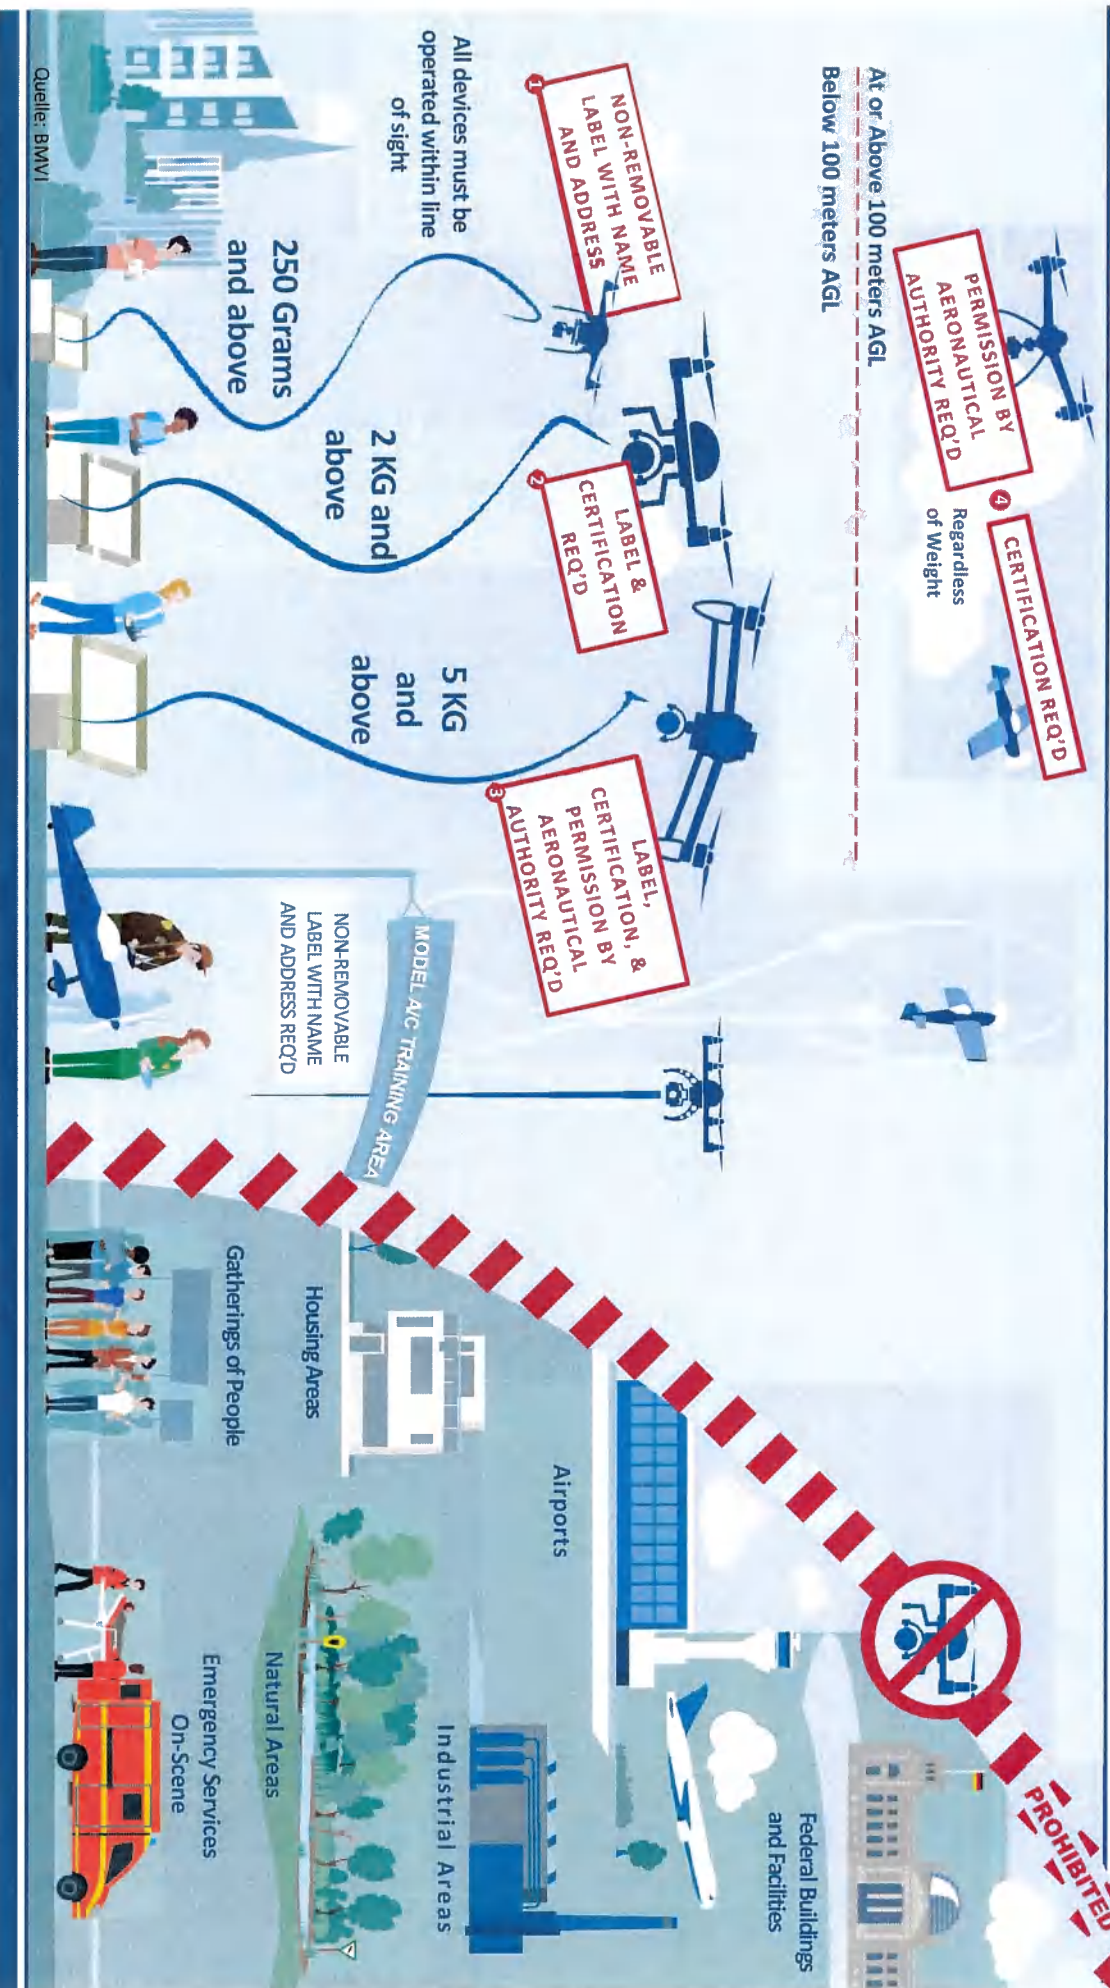 PERMISSION BY
AERONAUTICAL
AUTHORITY REQ'D
4
CERTIFICATION REQ'D
Regardless
of Weight
At or Above 100 meters AGL
Below 100 meters AGL
1
NON-REMOVABLE
LABEL WITH NAME
AND ADDRESS
All devices must be
operated within line
of sight
2
LABEL &
CERTIFICATION
REQ'D
3
LABEL,
CERTIFICATION, &
PERMISSION BY
AERONAUTICAL
AUTHORITY REQ'D
250 Grams
and above
2 KG and
above
5 KG
and
above
MODEL A/C TRAINING AREA
NON-REMOVABLE
LABEL WITH NAME
AND ADDRESS REQ'D
PROHIBITED
Federal Buildings
and Facilities
Airports
Industrial Areas
Housing Areas
Natural Areas
Gatherings of People
Emergency Services
On-Scene
Quelle: BMVI